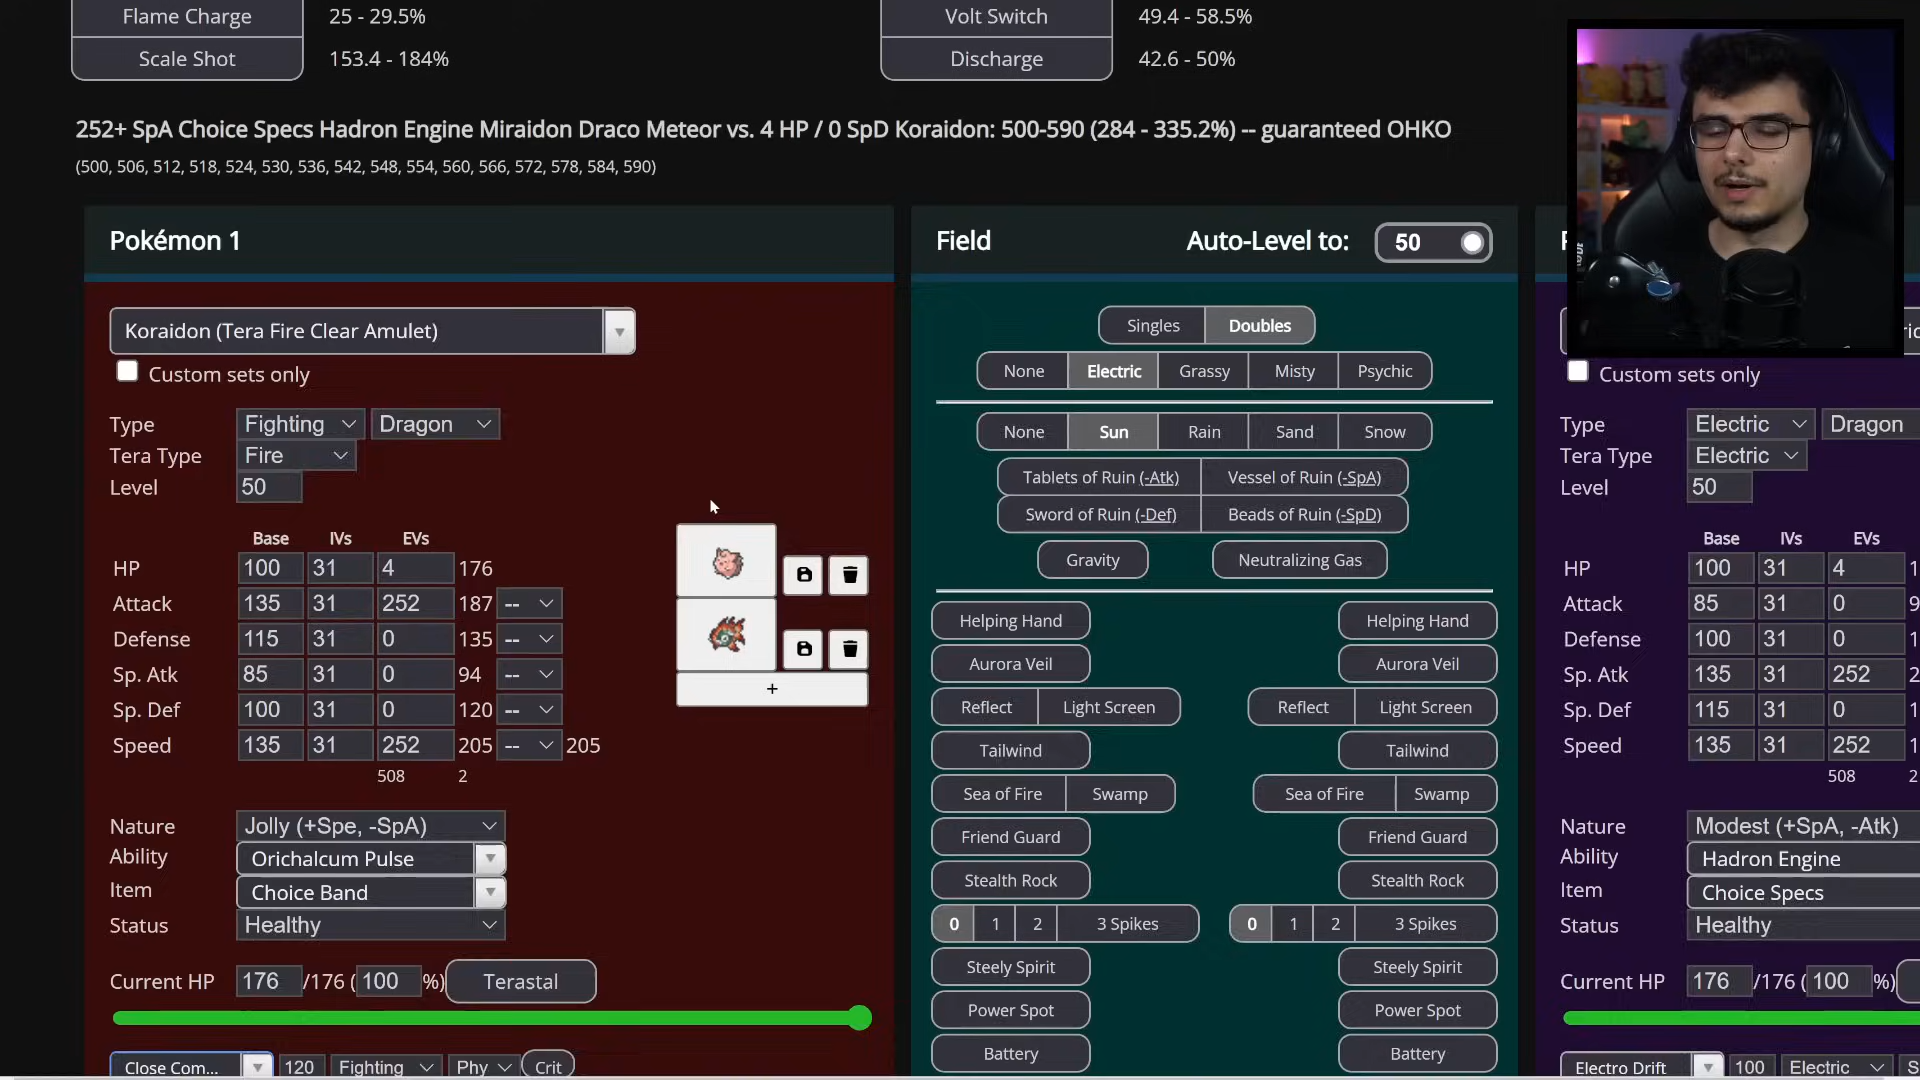 Flame Charge 25 - 29.5% Volt Switch 49.4 - 58.5%
Scale Shot 153.4 - 184% Discharge 42.6 - 50%
252+ SpA Choice Specs Hadron Engine Miraidon Draco Meteor vs. 4 HP / 0 SpD Koraidon: 500-590 (284 - 335.2%) -- guaranteed OHKO
(500, 506, 512, 518, 524, 530, 536, 542, 548, 554, 560, 566, 572, 578, 584, 590)
Pokémon 1
Koraidon (Tera Fire Clear Amulet)
Custom sets only
Type Fighting Dragon
Tera Type Fire
Level 50
Base IVs EVs
HP 100 31 4 176
Attack 135 31 252 187 --
Defense 115 31 0 135 --
Sp. Atk 85 31 0 94 --
Sp. Def 100 31 0 120 --
Speed 135 31 252 205 -- 205
508 2
+
Nature Jolly (+Spe, -SpA)
Ability Orichalcum Pulse
Item Choice Band
Status Healthy
Current HP 176 /176 ( 100 %) Terastal
Close Com... 120 Fighting Phy Crit
Field Auto-Level to: 50
Singles Doubles
None Electric Grassy Misty Psychic
None Sun Rain Sand Snow
Tablets of Ruin (-Atk) Vessel of Ruin (-SpA)
Sword of Ruin (-Def) Beads of Ruin (-SpD)
Gravity Neutralizing Gas
Helping Hand Helping Hand
Aurora Veil Aurora Veil
Reflect Light Screen Reflect Light Screen
Tailwind Tailwind
Sea of Fire Swamp Sea of Fire Swamp
Friend Guard Friend Guard
Stealth Rock Stealth Rock
0 1 2 3 Spikes 0 1 2 3 Spikes
Steely Spirit Steely Spirit
Power Spot Power Spot
Battery Battery
Custom sets only
Type Electric Dragon
Tera Type Electric
Level 50
Base IVs EVs
HP 100 31 4 1
Attack 85 31 0 9
Defense 100 31 0 1
Sp. Atk 135 31 252 2
Sp. Def 115 31 0 1
Speed 135 31 252 1
508 2
Nature Modest (+SpA, -Atk)
Ability Hadron Engine
Item Choice Specs
Status Healthy
Current HP 176 /176 ( 100 %)
Electro Drift 100 Electric S